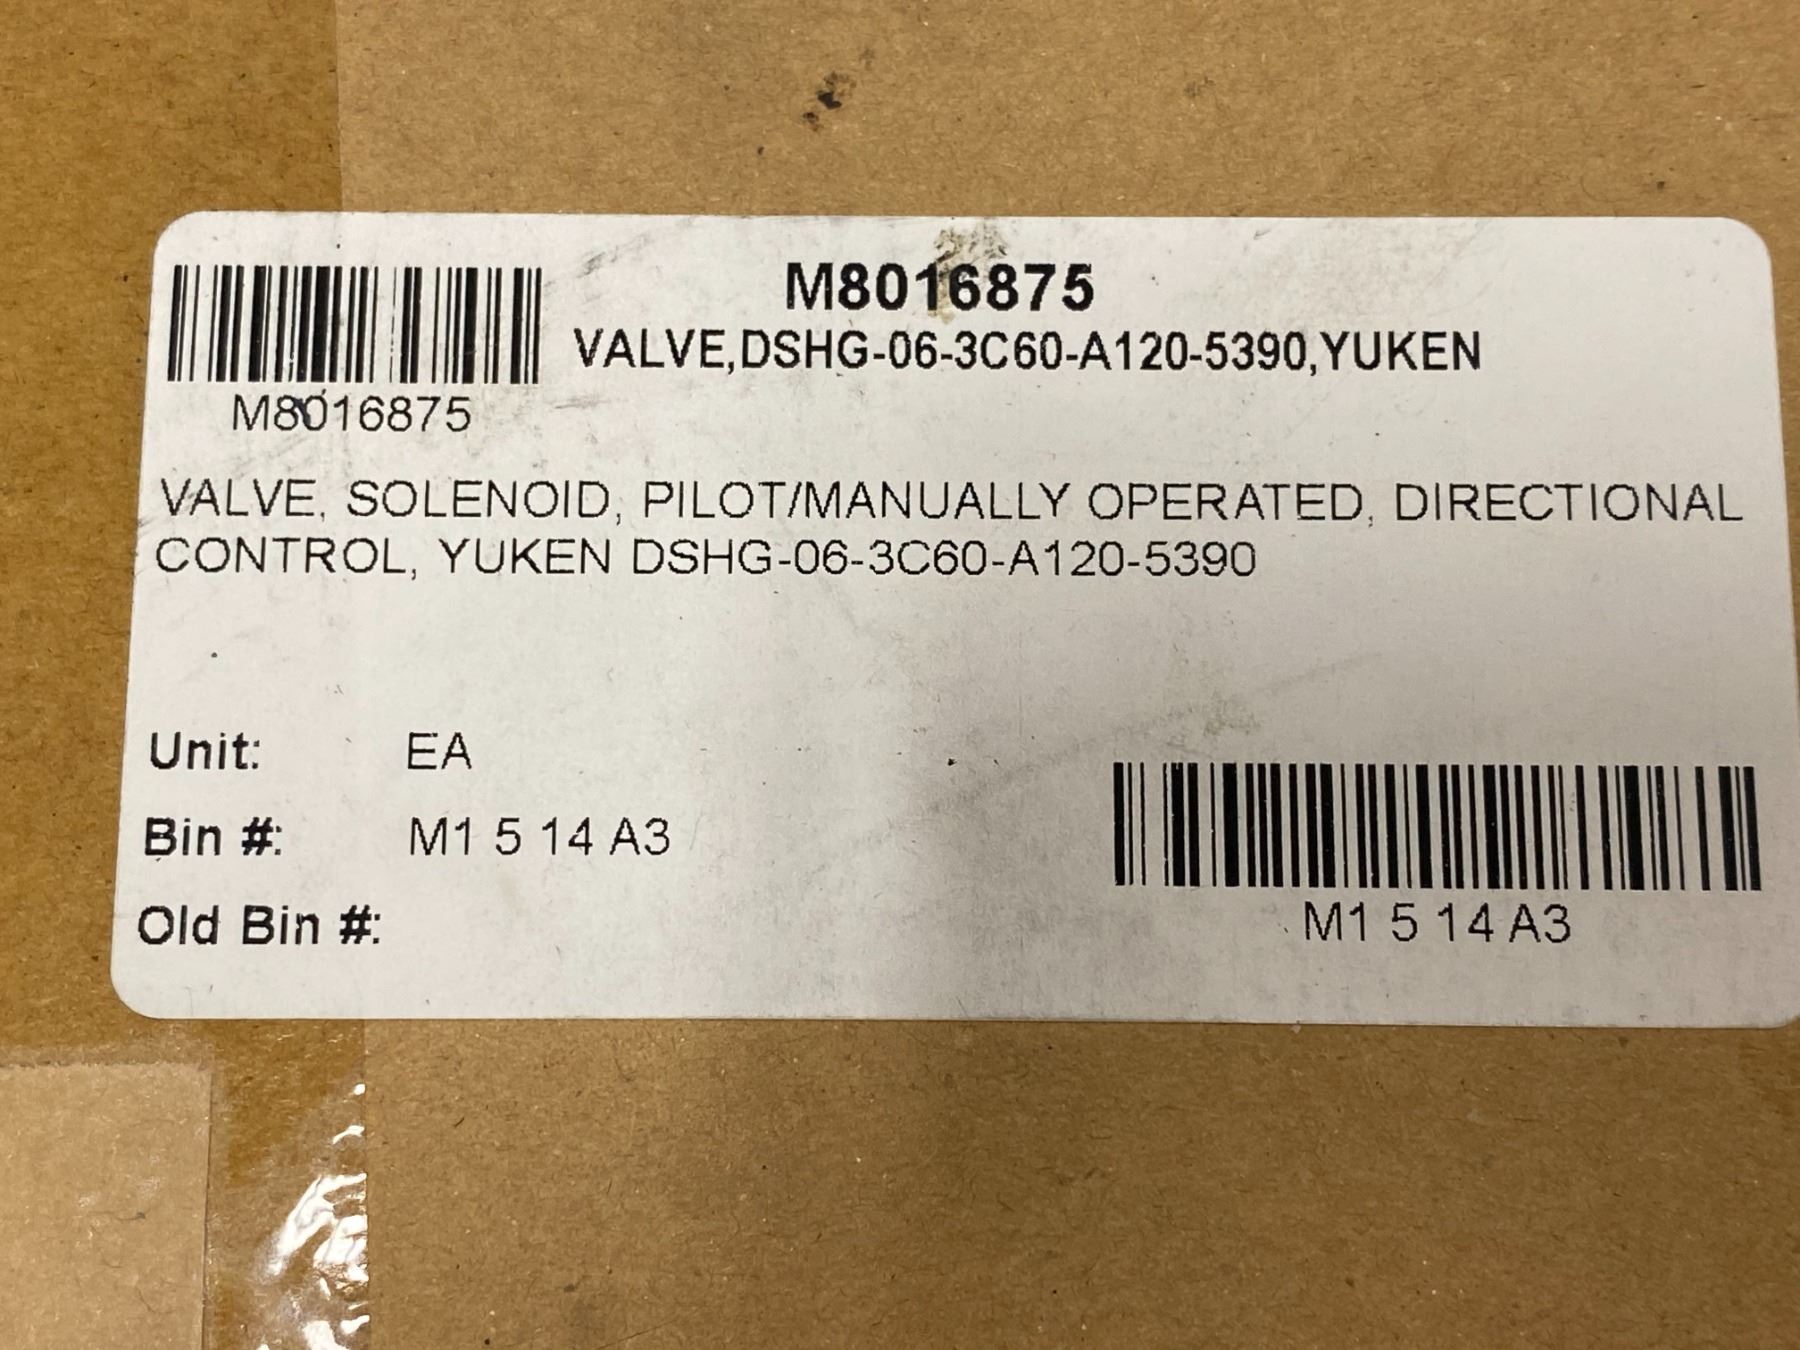 M8016875
VALVE,DSHG-06-3C60-A120-5390,YUKEN
M8016875
VALVE, SOLENOID, PILOT/MANUALLY OPERATED, DIRECTIONAL
CONTROL, YUKEN DSHG-06-3C60-A120-5390
Unit: EA
Bin #: M1 5 14 A3
Old Bin #:
M1 5 14 A3